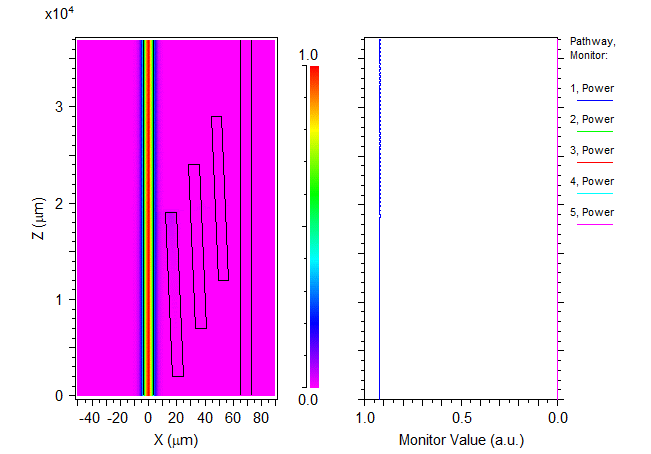 x10⁴
3
2
1
0
Z (μm)
-40 -20 0 20 40 60 80
X (μm)
1.0
0.0
1.0 0.5 0.0
Monitor Value (a.u.)
Pathway,
Monitor:
1, Power
2, Power
3, Power
4, Power
5, Power